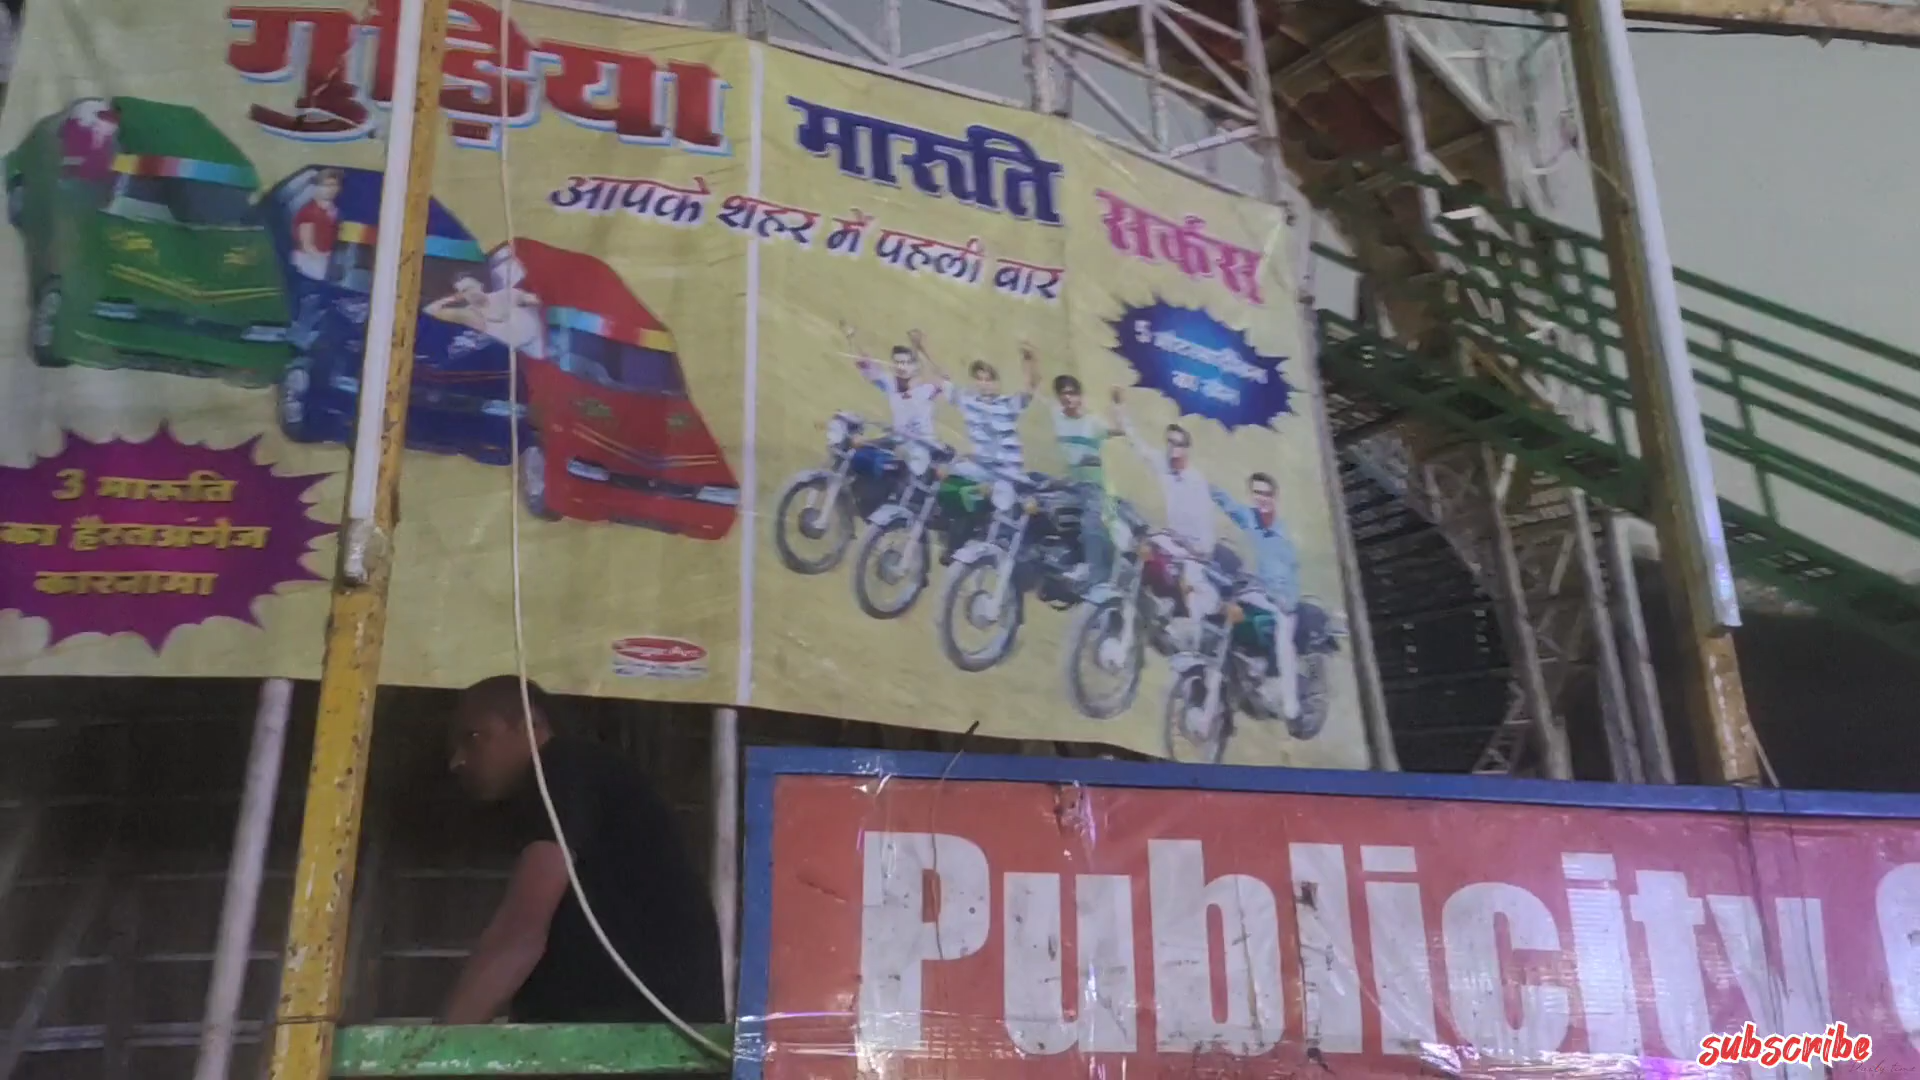 गुड़िया मारुति सर्कस
आपके शहर में पहली बार
3 मारुति
का हैरतअंगेज
कारनामा
Publicity
subscribe